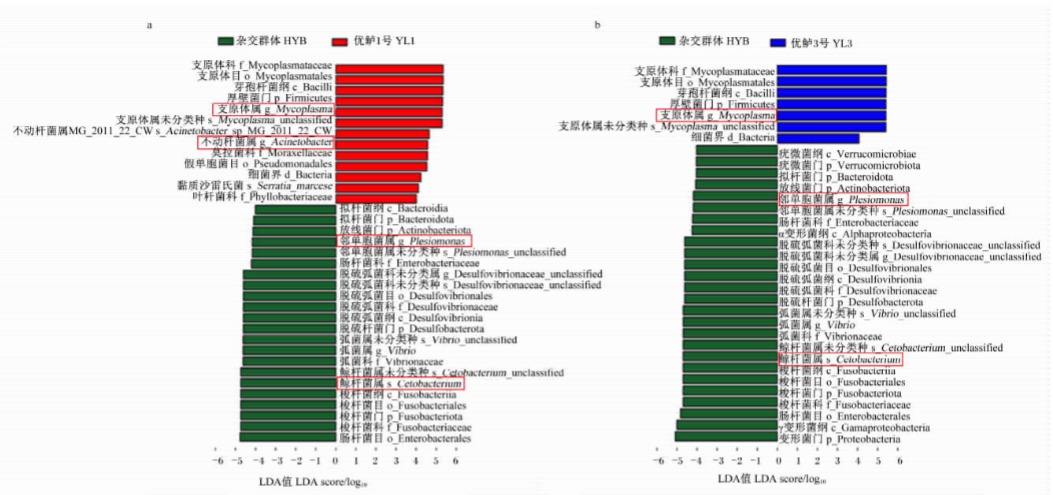 a
杂交群体 HYB 优鲈1号 YL1
支原体科 f_Mycoplasmataceae
支原体目 o_Mycoplasmatales
芽孢杆菌纲 c_Bacilli
厚壁菌门 p_Firmicutes
支原体属 g_Mycoplasma
支原体属未分类种 s_Mycoplasma_unclassified
不动杆菌属MG_2011_22_CW s_Acinetobacter_sp_MG_2011_22_CW
不动杆菌属 g_Acinetobacter
莫拉菌科 f_Moraxellaceae
假单胞菌目 o_Pseudomonadales
细菌界 d_Bacteria
黏质沙雷氏菌 s_Serratia_marcese
叶杆菌科 f_Phyllobacteriaceae
拟杆菌纲 c_Bacteroidia
拟杆菌门 p_Bacteroidota
放线菌门 p_Actinobacteriota
邻单胞菌属 g_Plesiomonas
邻单胞菌属未分类种 s_Plesiomonas_unclassified
肠杆菌科 f_Enterobacteriaceae
脱硫弧菌科未分类属 g_Desulfovibrionaceae_unclassified
脱硫弧菌科未分类种 s_Desulfovibrionaceae_unclassified
脱硫弧菌目 o_Desulfovibrionales
脱硫弧菌科 f_Desulfovibrionaceae
脱硫弧菌纲 c_Desulfovibrionia
脱硫杆菌门 p_Desulfobacterota
弧菌属未分类种 s_Vibrio_unclassified
弧菌属 g_Vibrio
弧菌科 f_Vibrionaceae
鲸杆菌属未分类种 s_Cetobacterium_unclassified
鲸杆菌属 s_Cetobacterium
梭杆菌纲 c_Fusobacteriia
梭杆菌目 o_Fusobacteriales
梭杆菌门 p_Fusobacteriota
梭杆菌科 f_Fusobacteriaceae
肠杆菌目 o_Enterobacterales
−6 −5 −4 −3 −2 −1 0 1 2 3 4 5 6
LDA值 LDA score/log₁₀
b
杂交群体 HYB 优鲈3号 YL3
支原体科 f_Mycoplasmataceae
支原体目 o_Mycoplasmatales
芽孢杆菌纲 c_Bacilli
厚壁菌门 p_Firmicutes
支原体属 g_Mycoplasma
支原体属未分类种 s_Mycoplasma_unclassified
细菌界 d_Bacteria
疣微菌纲 c_Verrucomicrobiae
疣微菌门 p_Verrucomicrobiota
拟杆菌门 p_Bacteroidota
放线菌门 p_Actinobacteriota
邻单胞菌属 g_Plesiomonas
邻单胞菌属未分类种 s_Plesiomonas_unclassified
肠杆菌科 f_Enterobacteriaceae
α变形菌纲 c_Alphaproteobacteria
脱硫弧菌科未分类种 s_Desulfovibrionaceae_unclassified
脱硫弧菌科未分类属 g_Desulfovibrionaceae_unclassified
脱硫弧菌目 o_Desulfovibrionales
脱硫弧菌纲 c_Desulfovibrionia
脱硫弧菌科 f_Desulfovibrionaceae
脱硫杆菌门 p_Desulfobacterota
弧菌属未分类种 s_Vibrio_unclassified
弧菌属 g_Vibrio
弧菌科 f_Vibrionaceae
鲸杆菌属未分类种 s_Cetobacterium_unclassified
鲸杆菌属 s_Cetobacterium
梭杆菌纲 c_Fusobacteriia
梭杆菌目 o_Fusobacteriales
梭杆菌门 p_Fusobacteriota
梭杆菌科 f_Fusobacteriaceae
肠杆菌目 o_Enterobacterales
γ变形菌纲 c_Gamaproteobacteria
变形菌门 p_Proteobacteria
−6 −5 −4 −3 −2 −1 0 1 2 3 4 5 6
LDA值 LDA score/log₁₀